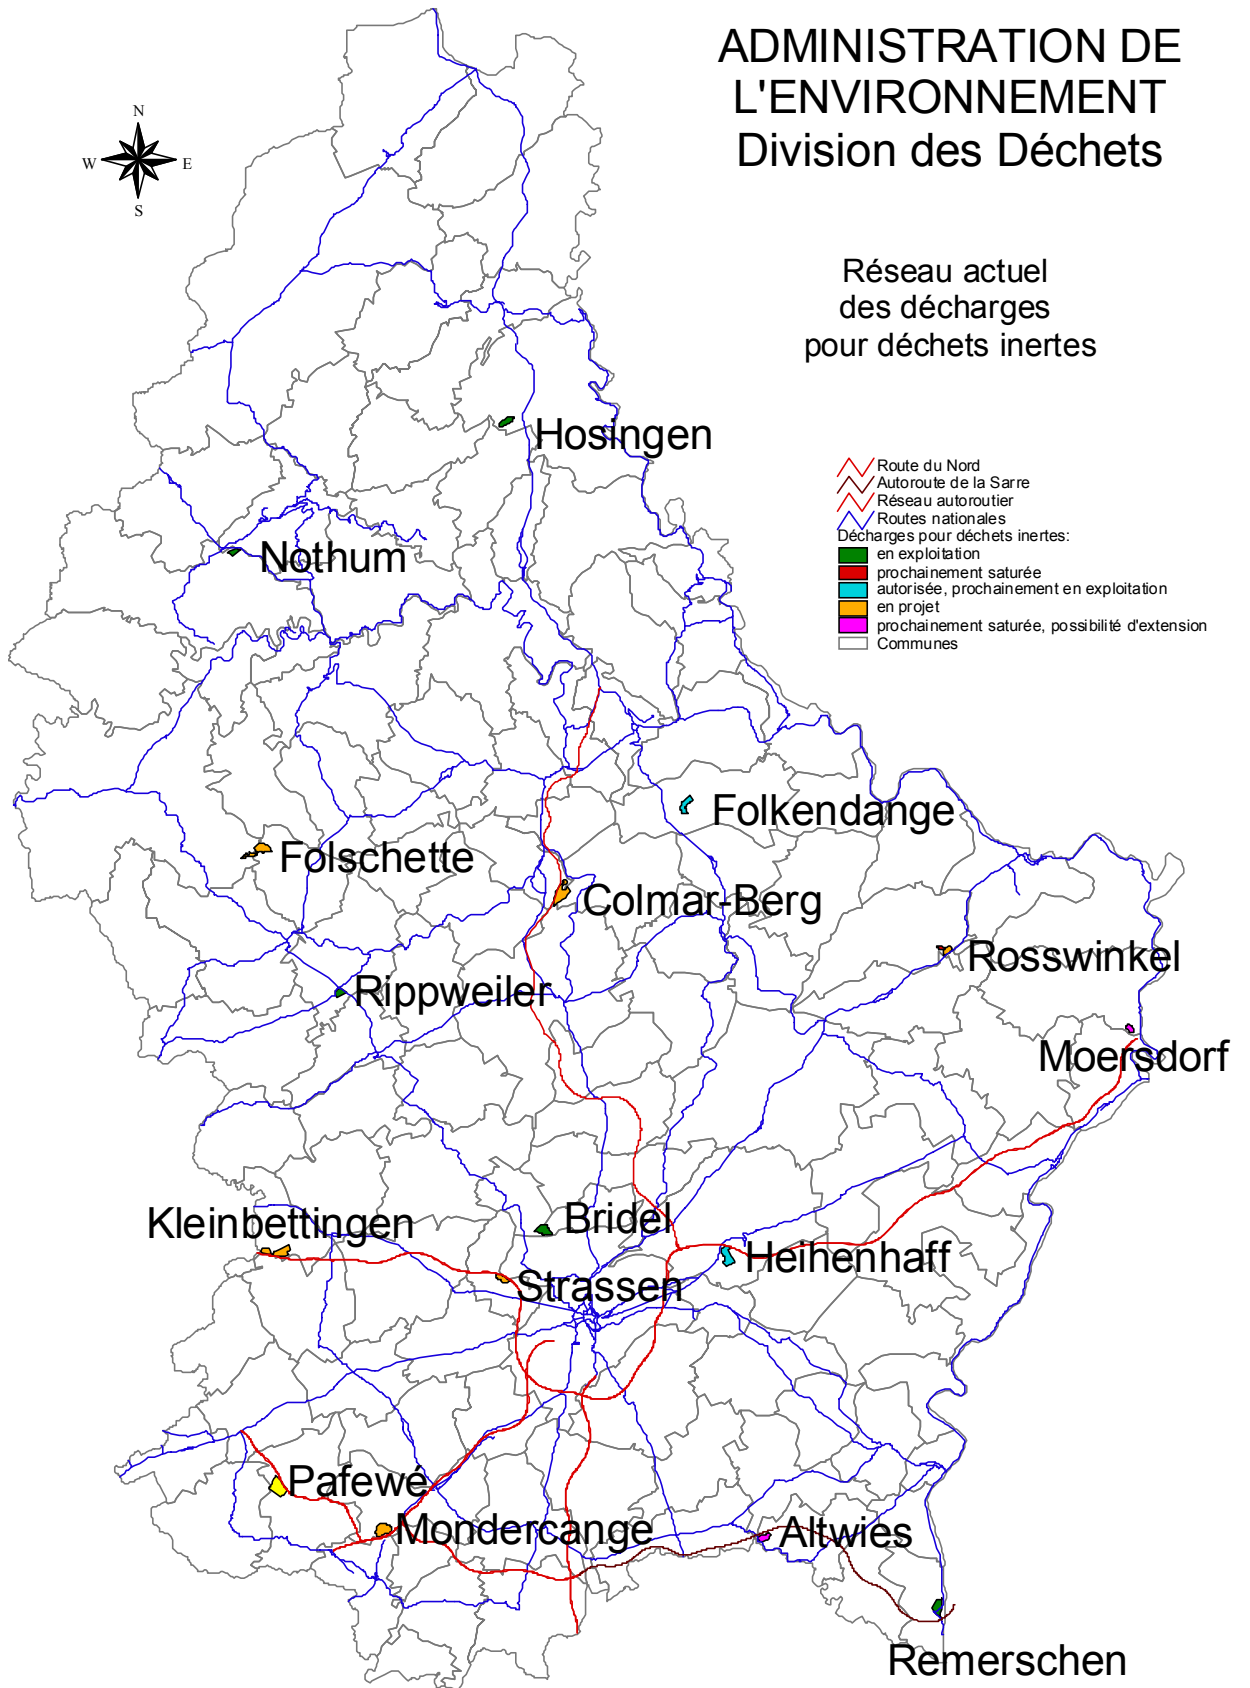 ADMINISTRATION DE
L'ENVIRONNEMENT
Division des Déchets
N
W E
S
Réseau actuel
des décharges
pour déchets inertes
Hosingen
Route du Nord
Autoroute de la Sarre
Réseau autoroutier
Routes nationales
Décharges pour déchets inertes:
en exploitation
prochainement saturée
autorisée, prochainement en exploitation
en projet
prochainement saturée, possibilité d'extension
Communes
Nothum
Folkendange
Folschette
Colmar-Berg
Rosswinkel
Rippweiler
Moersdorf
Kleinbettingen
Bridel
Heihenhaff
Strassen
Pafewé
Mondercange
Altwies
Remerschen